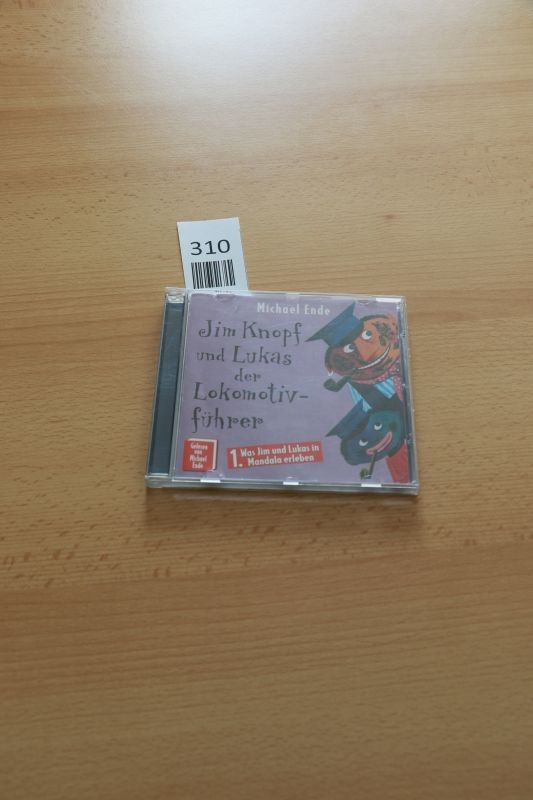 310
Michael Ende
Jim Knopf
und Lukas
der
Lokomotiv-
führer
Gelesen
von
Michael
Ende
1. Was Jim und Lukas in
Mandala erleben